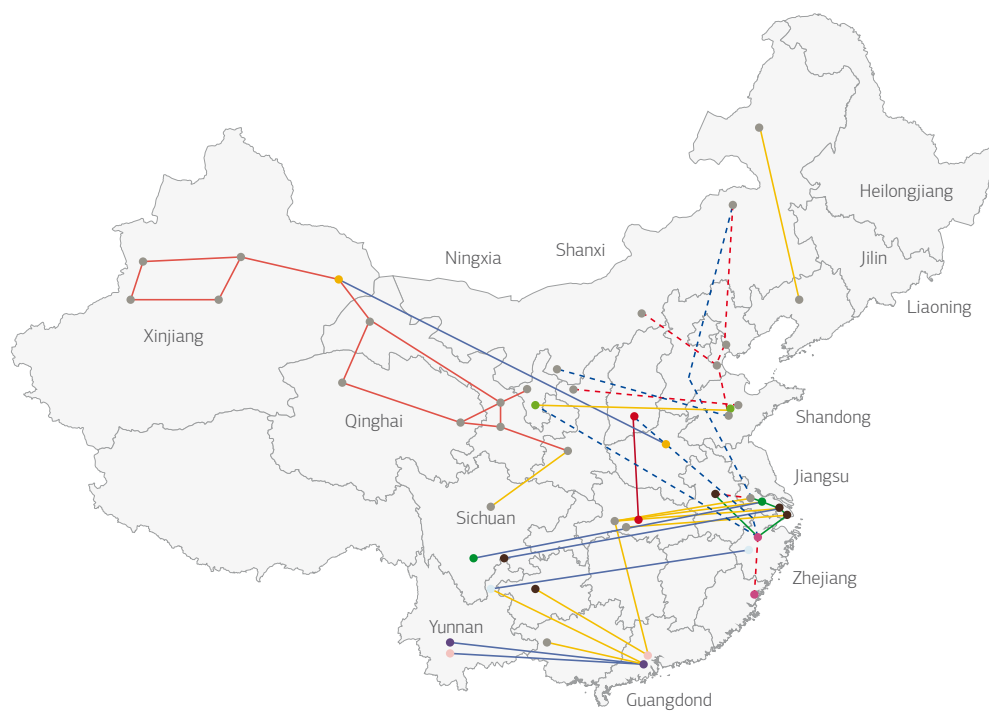 Heilongjiang
Ningxia
Shanxi
Jilin
Liaoning
Xinjiang
Qinghai
Shandong
Jiangsu
Sichuan
Zhejiang
Yunnan
Guangdond